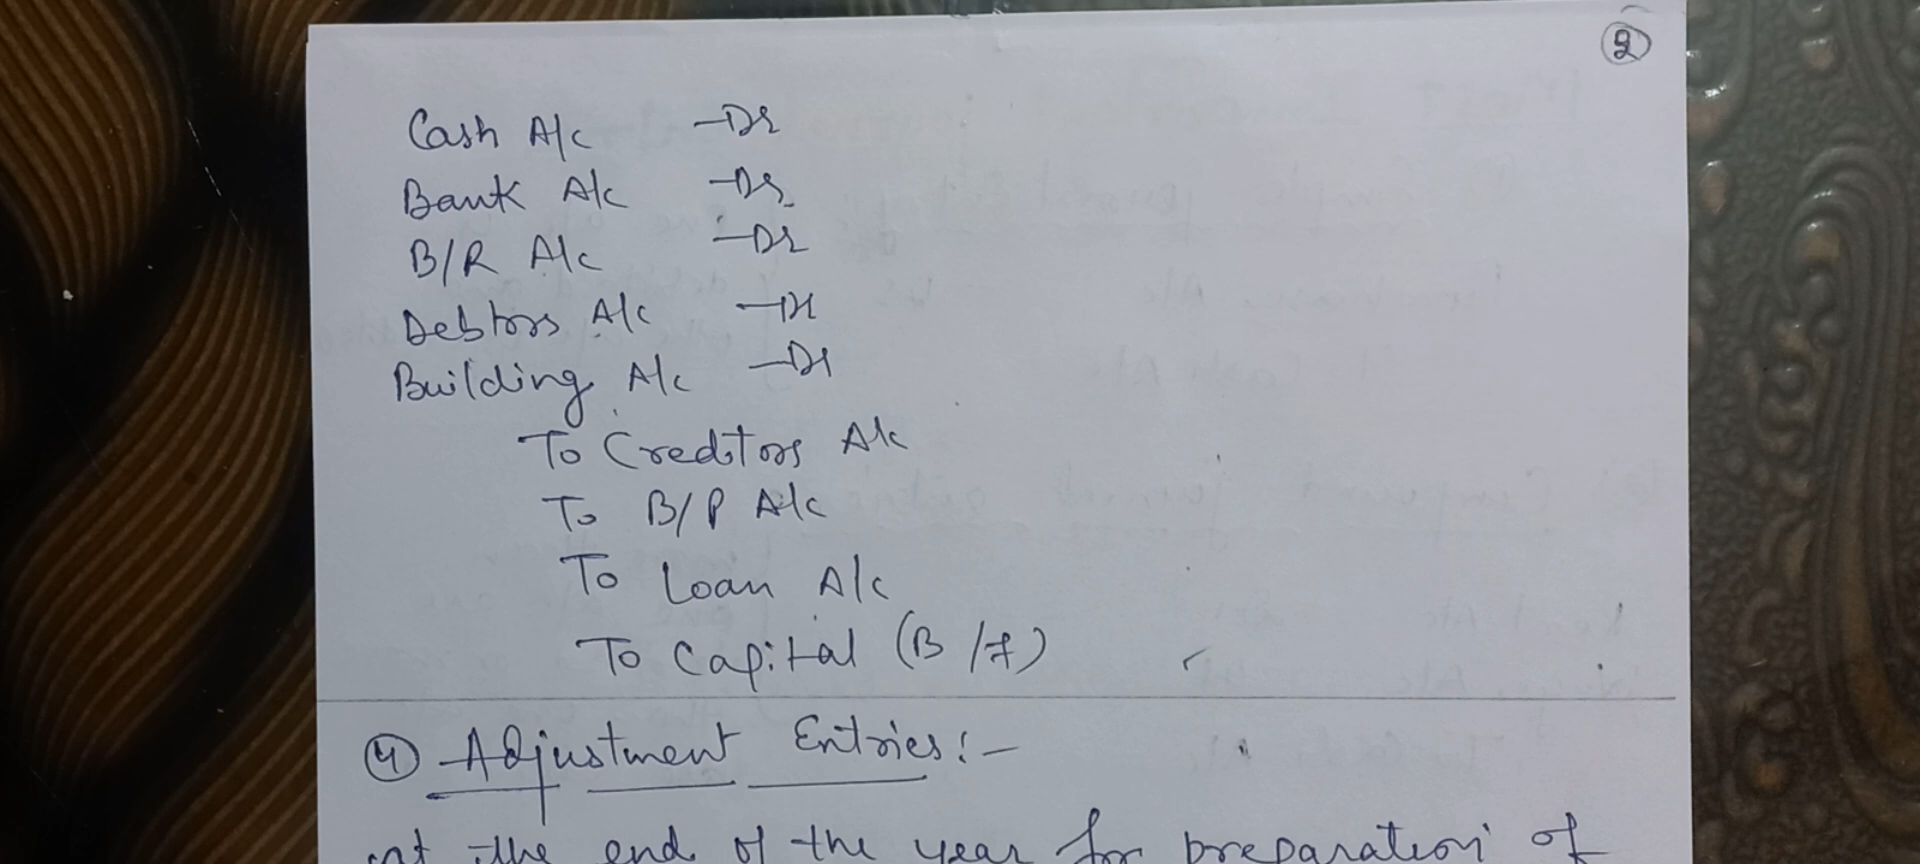 2
Cash A/c -Dr
Bank A/c -Dr
B/R A/c -Dr
Debtors A/c -Dr
Building A/c -Dr
To Creditors A/c
To B/P A/c
To Loan A/c
To Capital (B/f)
4 Adjustment Entries:-
at the end of the year for preparation of